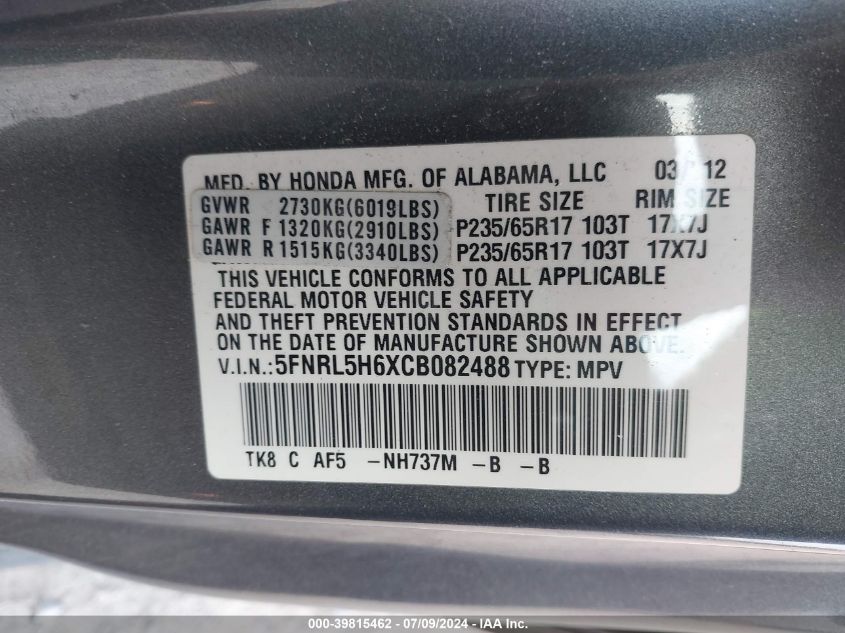 MFD. BY HONDA MFG. OF ALABAMA, LLC 03/12
GVWR 2730KG(6019LBS) TIRE SIZE RIM SIZE
GAWR F 1320KG(2910LBS) P235/65R17 103T 17X7J
GAWR R 1515KG(3340LBS) P235/65R17 103T 17X7J
THIS VEHICLE CONFORMS TO ALL APPLICABLE
FEDERAL MOTOR VEHICLE SAFETY
AND THEFT PREVENTION STANDARDS IN EFFECT
ON THE DATE OF MANUFACTURE SHOWN ABOVE.
V.I.N.: 5FNRL5H6XCB082488 TYPE: MPV
TK8 C AF5 -NH737M -B -B
000-39815462 - 07/09/2024 - IAA Inc.